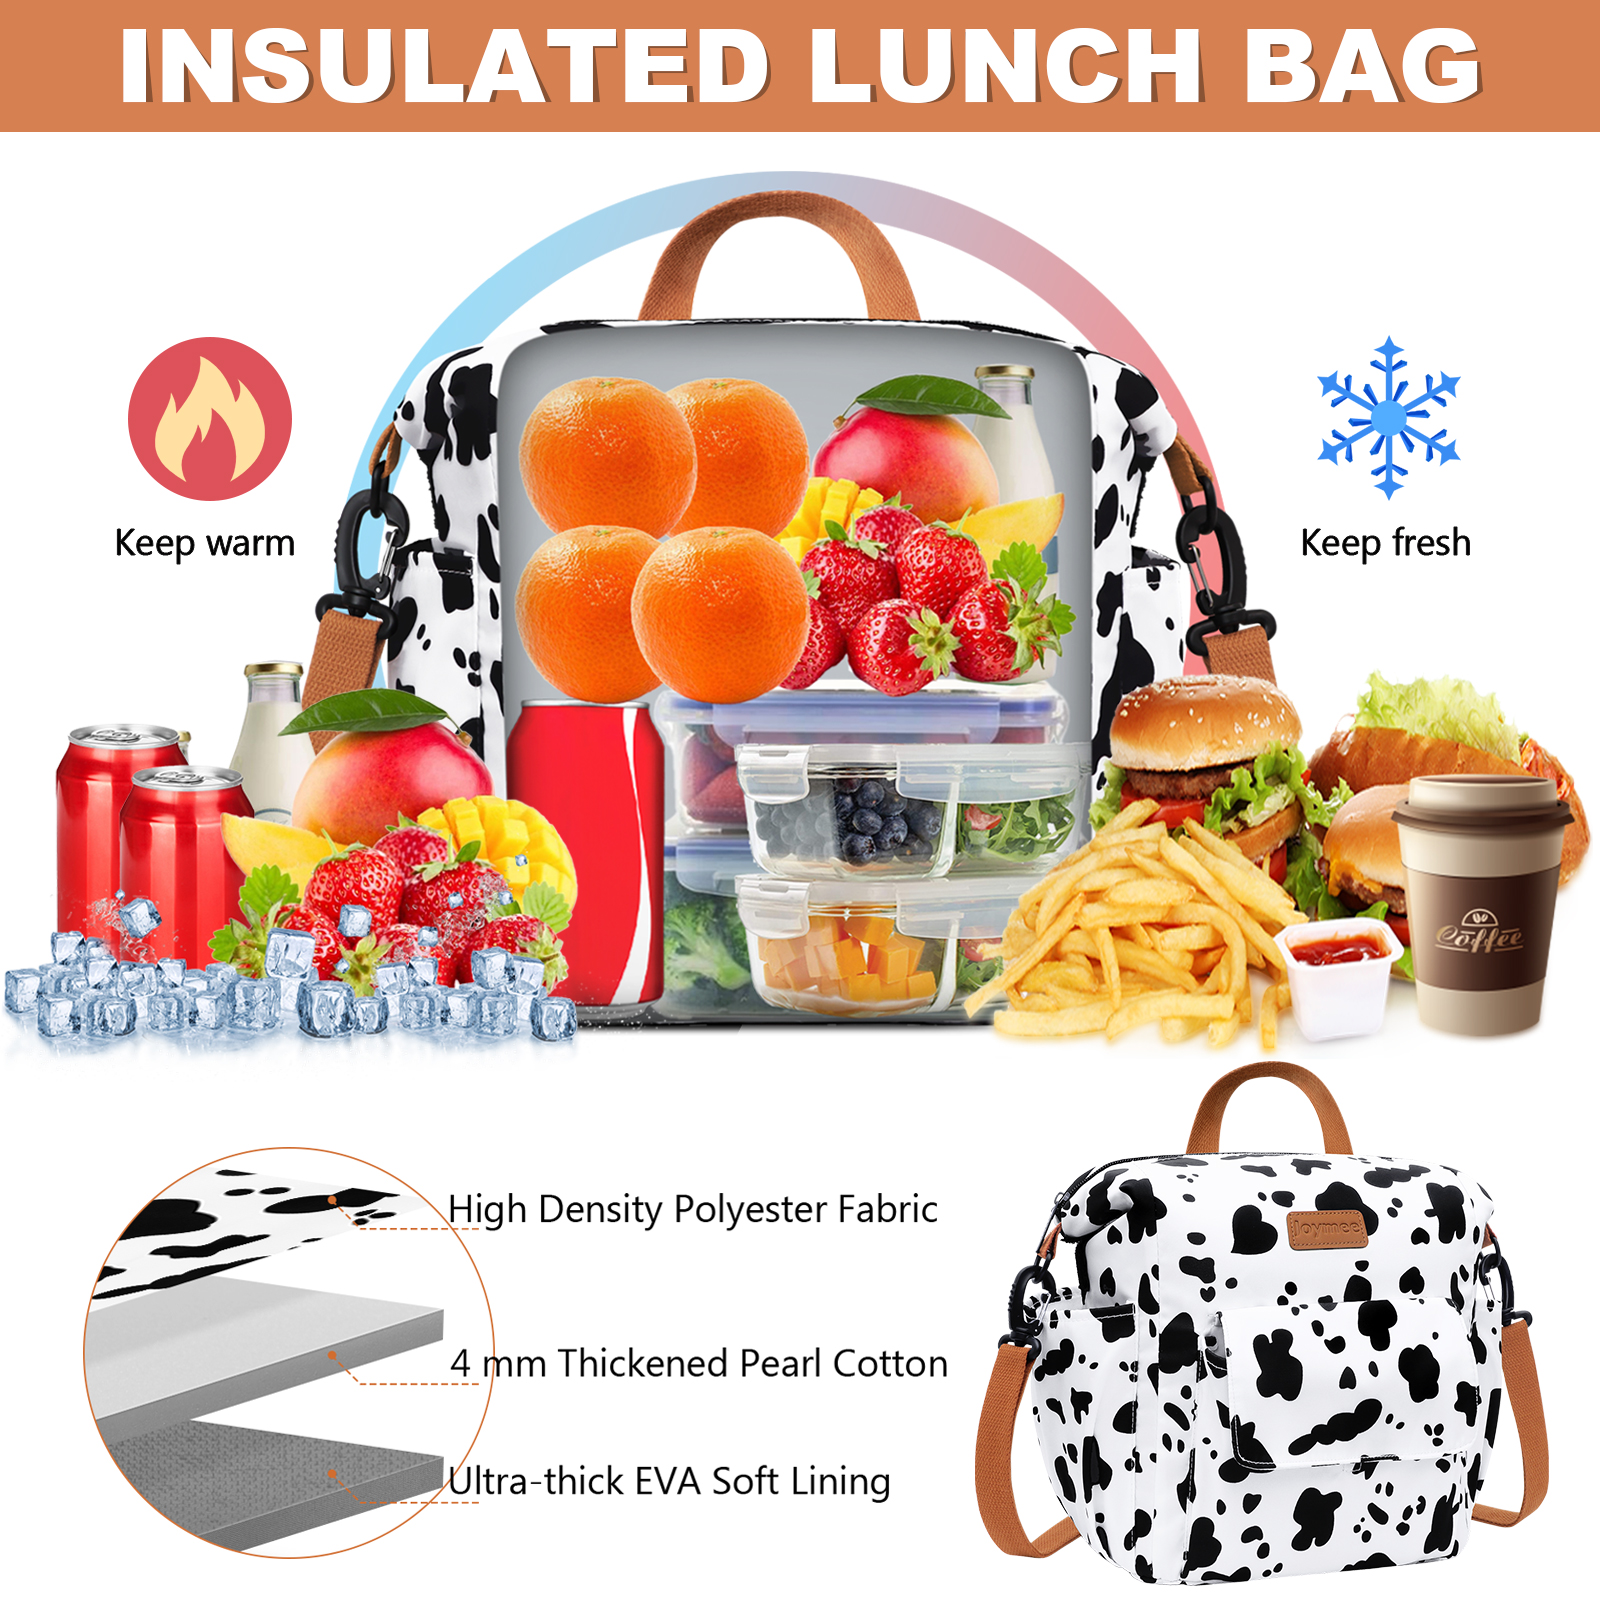 INSULATED LUNCH BAG
Keep warm
Keep fresh
Coffee
High Density Polyester Fabric
4 mm Thickened Pearl Cotton
Ultra-thick EVA Soft Lining
Joymee